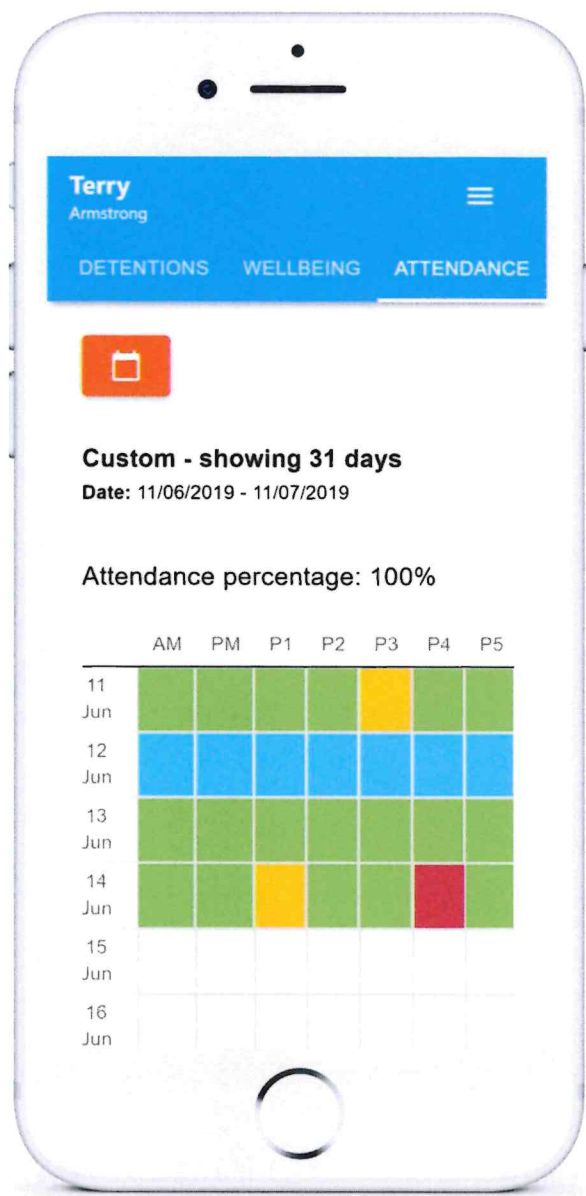 Terry
Armstrong
DETENTIONS WELLBEING ATTENDANCE
Custom - showing 31 days
Date: 11/06/2019 - 11/07/2019
Attendance percentage: 100%
AM PM P1 P2 P3 P4 P5
11
Jun
12
Jun
13
Jun
14
Jun
15
Jun
16
Jun